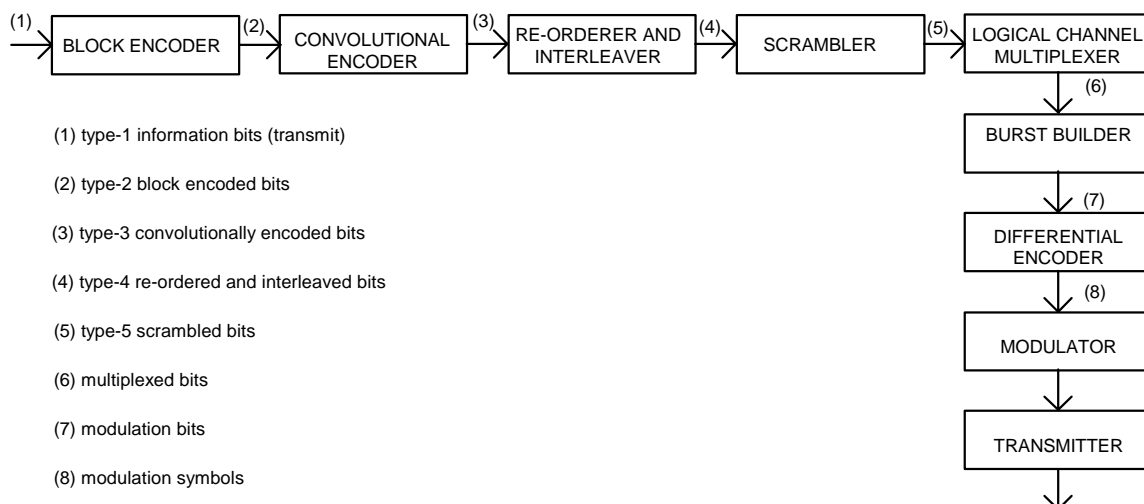 (1)
BLOCK ENCODER
(2)
CONVOLUTIONAL
ENCODER
(3)
RE-ORDERER AND
INTERLEAVER
(4)
SCRAMBLER
(5)
LOGICAL CHANNEL
MULTIPLEXER
(6)
BURST BUILDER
(7)
DIFFERENTIAL
ENCODER
(8)
MODULATOR
TRANSMITTER
(1) type-1 information bits (transmit)
(2) type-2 block encoded bits
(3) type-3 convolutionally encoded bits
(4) type-4 re-ordered and interleaved bits
(5) type-5 scrambled bits
(6) multiplexed bits
(7) modulation bits
(8) modulation symbols